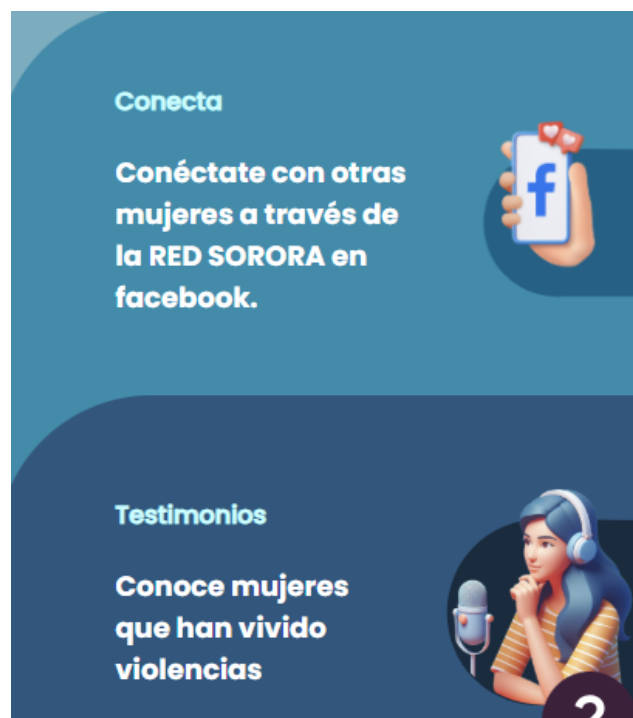 Conecta
Conéctate con otras
mujeres a través de
la RED SORORA en
facebook.
f
Testimonios
Conoce mujeres
que han vivido
violencias
?